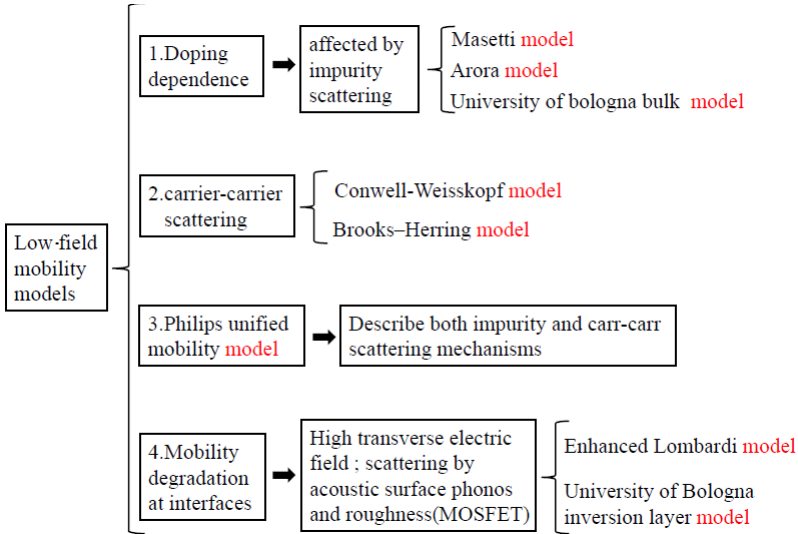 Low-field
mobility
models
1.Doping
dependence
affected by
impurity
scattering
Masetti model
Arora model
University of bologna bulk model
2.carrier-carrier
scattering
Conwell-Weisskopf model
Brooks–Herring model
3.Philips unified
mobility model
Describe both impurity and carr-carr
scattering mechanisms
4.Mobility
degradation
at interfaces
High transverse electric
field ; scattering by
acoustic surface phonos
and roughness(MOSFET)
Enhanced Lombardi model
University of Bologna
inversion layer model